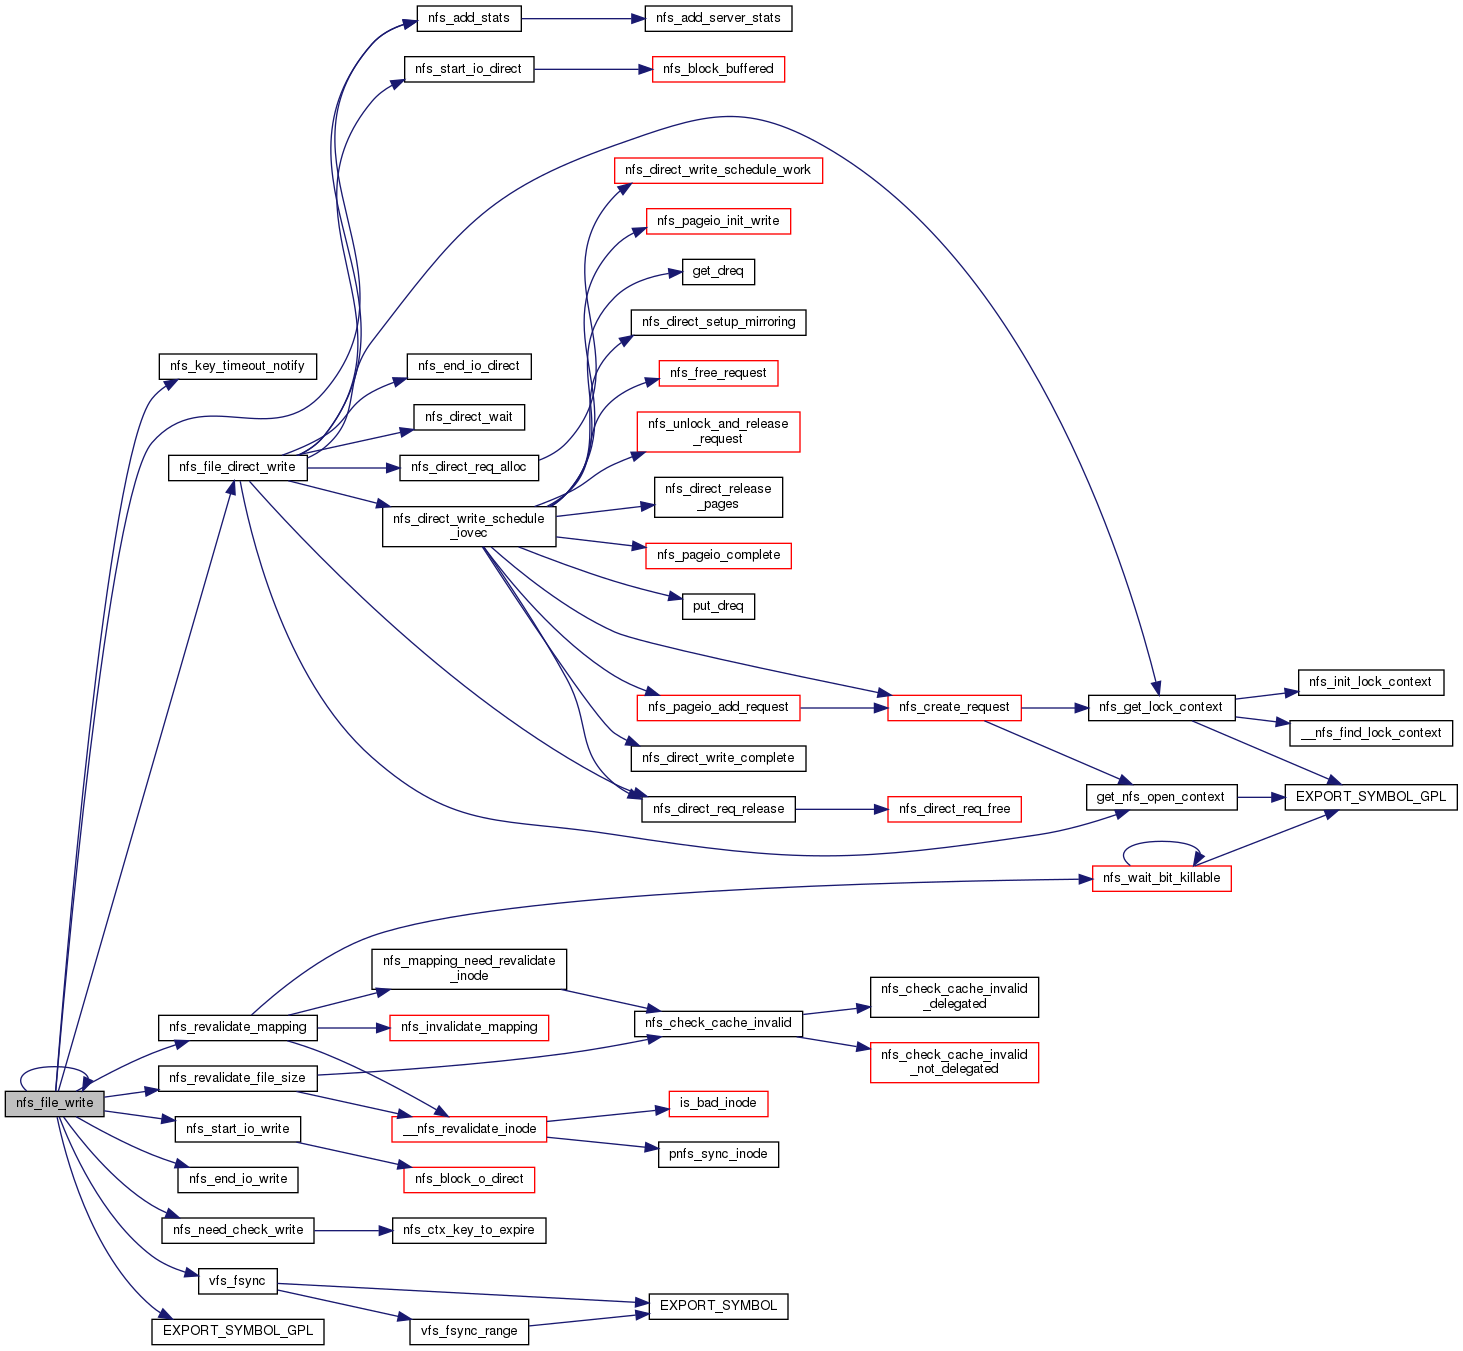 nfs_add_stats
nfs_add_server_stats
nfs_start_io_direct
nfs_block_buffered
nfs_direct_write_schedule_work
nfs_pageio_init_write
get_dreq
nfs_direct_setup_mirroring
nfs_key_timeout_notify
nfs_end_io_direct
nfs_free_request
nfs_direct_wait
nfs_unlock_and_release
_request
nfs_file_direct_write
nfs_direct_req_alloc
nfs_direct_release
_pages
nfs_direct_write_schedule
_iovec
nfs_pageio_complete
put_dreq
nfs_init_lock_context
nfs_pageio_add_request
nfs_create_request
nfs_get_lock_context
__nfs_find_lock_context
nfs_direct_write_complete
nfs_direct_req_release
nfs_direct_req_free
get_nfs_open_context
EXPORT_SYMBOL_GPL
nfs_wait_bit_killable
nfs_mapping_need_revalidate
_inode
nfs_check_cache_invalid
_delegated
nfs_revalidate_mapping
nfs_invalidate_mapping
nfs_check_cache_invalid
nfs_check_cache_invalid
_not_delegated
nfs_revalidate_file_size
nfs_file_write
is_bad_inode
nfs_start_io_write
__nfs_revalidate_inode
pnfs_sync_inode
nfs_end_io_write
nfs_block_o_direct
nfs_need_check_write
nfs_ctx_key_to_expire
vfs_fsync
EXPORT_SYMBOL
EXPORT_SYMBOL_GPL
vfs_fsync_range